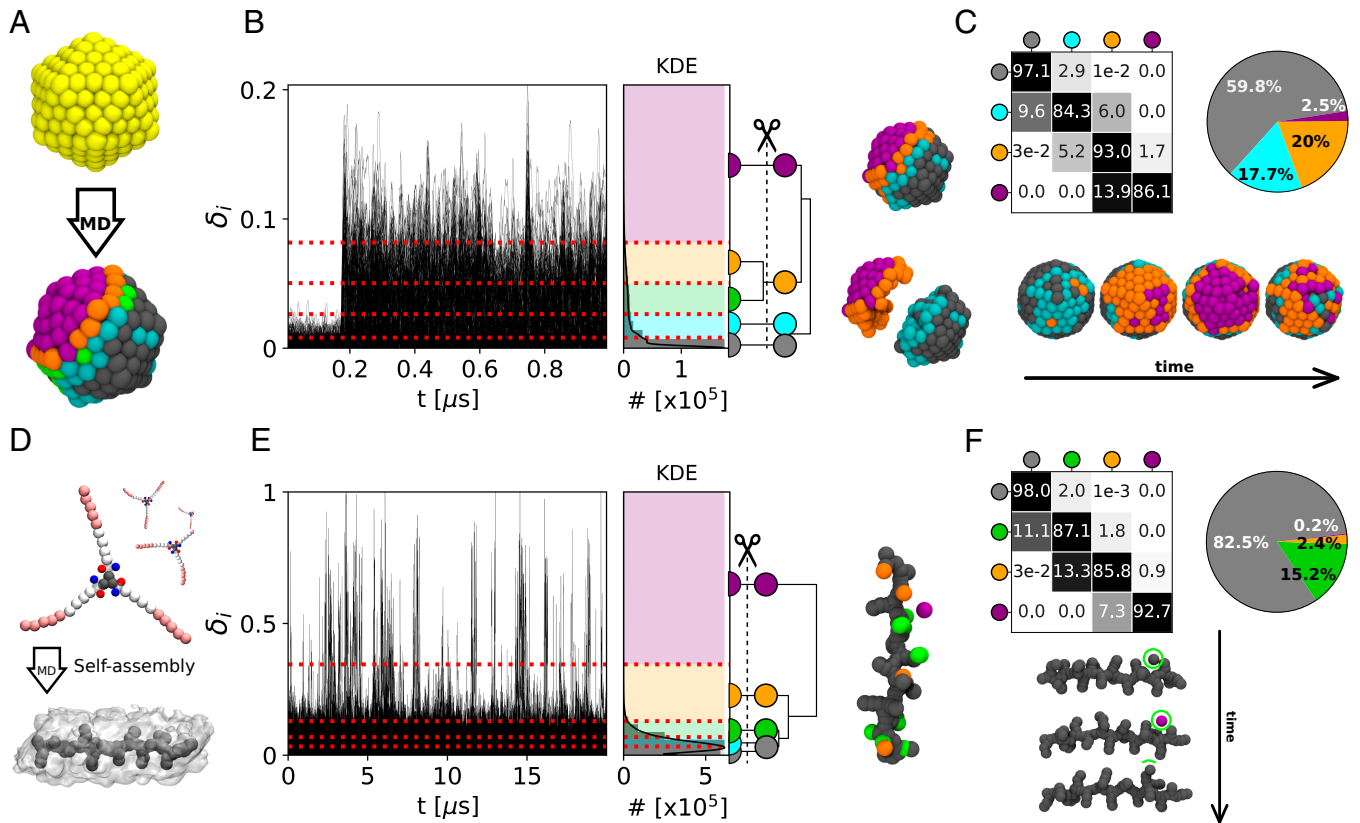 A
MD
B
KDE
0.2
0.1
0
δi
0.2 0.4 0.6 0.8
t [μs]
0 1
# [x10⁵]
C
97.1 2.9 1e-2 0.0
9.6 84.3 6.0 0.0
3e-2 5.2 93.0 1.7
0.0 0.0 13.9 86.1
59.8%
2.5%
20%
17.7%
time
D
MD
Self-assembly
E
KDE
1
0.5
0
δi
0 5 10 15
t [μs]
0 5
# [x10⁵]
F
98.0 2.0 1e-3 0.0
11.1 87.1 1.8 0.0
3e-2 13.3 85.8 0.9
0.0 0.0 7.3 92.7
82.5%
0.2%
2.4%
15.2%
time